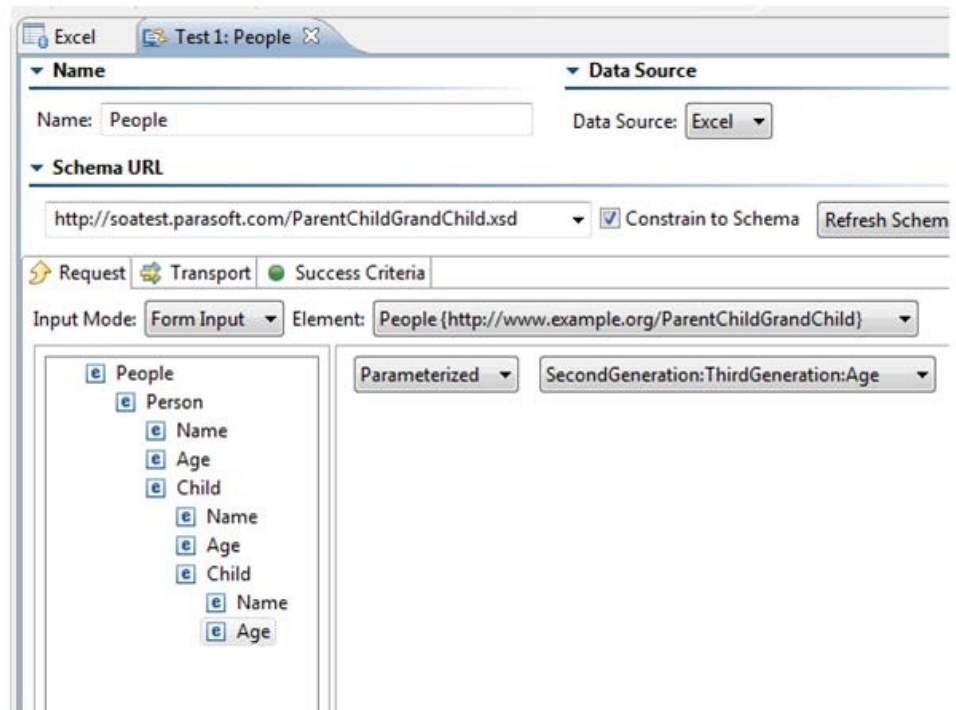 Excel Test 1: People
Name Data Source
Name: People Data Source: Excel
Schema URL
http://soatest.parasoft.com/ParentChildGrandChild.xsd Constrain to Schema Refresh Schem
Request Transport Success Criteria
Input Mode: Form Input Element: People {http://www.example.org/ParentChildGrandChild}
Parameterized SecondGeneration:ThirdGeneration:Age
e People
e Person
e Name
e Age
e Child
e Name
e Age
e Child
e Name
e Age